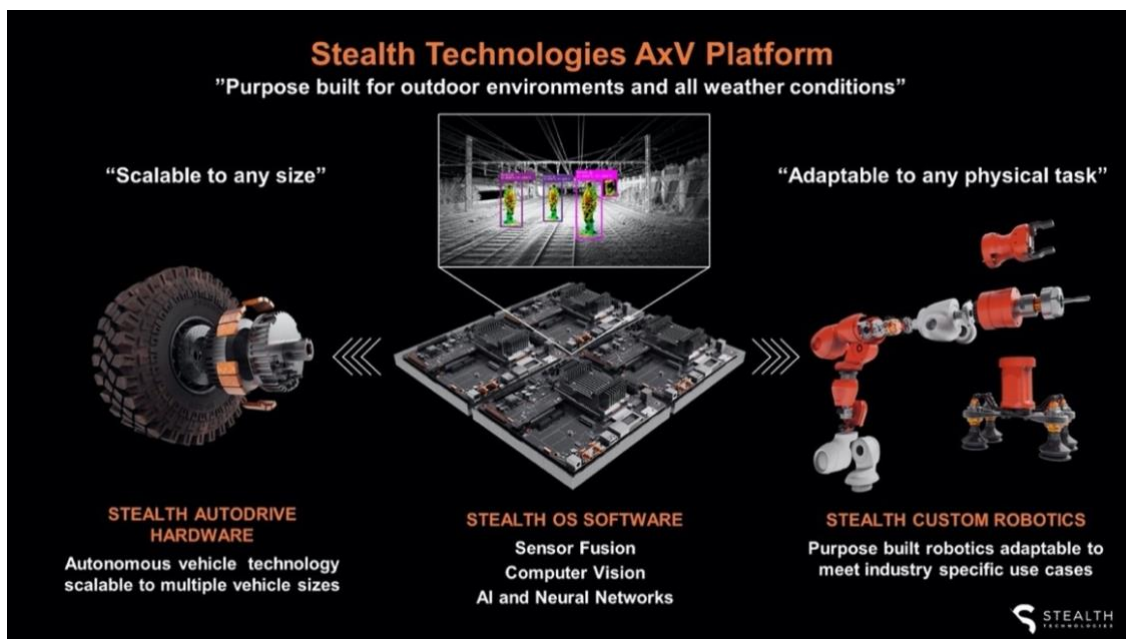 Stealth Technologies AxV Platform
”Purpose built for outdoor environments and all weather conditions”
“Scalable to any size”
“Adaptable to any physical task”
STEALTH AUTODRIVE
HARDWARE
Autonomous vehicle technology
scalable to multiple vehicle sizes
STEALTH OS SOFTWARE
Sensor Fusion
Computer Vision
AI and Neural Networks
STEALTH CUSTOM ROBOTICS
Purpose built robotics adaptable to
meet industry specific use cases
STEALTH
TECHNOLOGIES